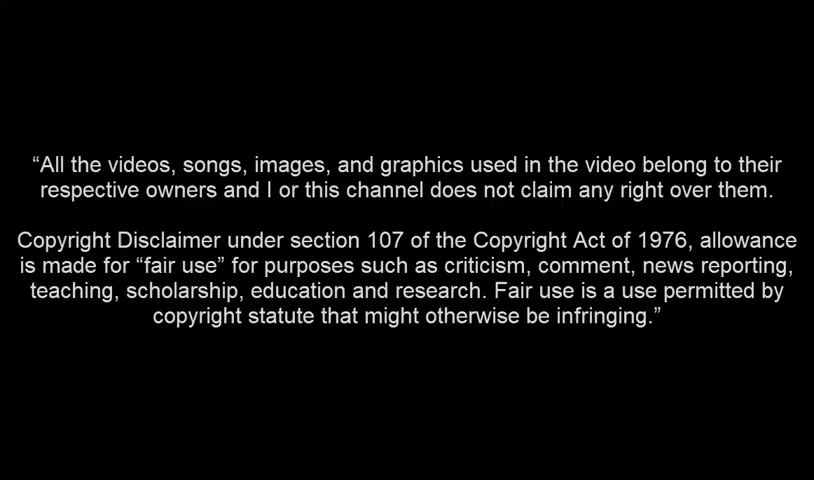 “All the videos, songs, images, and graphics used in the video belong to their
respective owners and I or this channel does not claim any right over them.
Copyright Disclaimer under section 107 of the Copyright Act of 1976, allowance
is made for “fair use” for purposes such as criticism, comment, news reporting,
teaching, scholarship, education and research. Fair use is a use permitted by
copyright statute that might otherwise be infringing.”